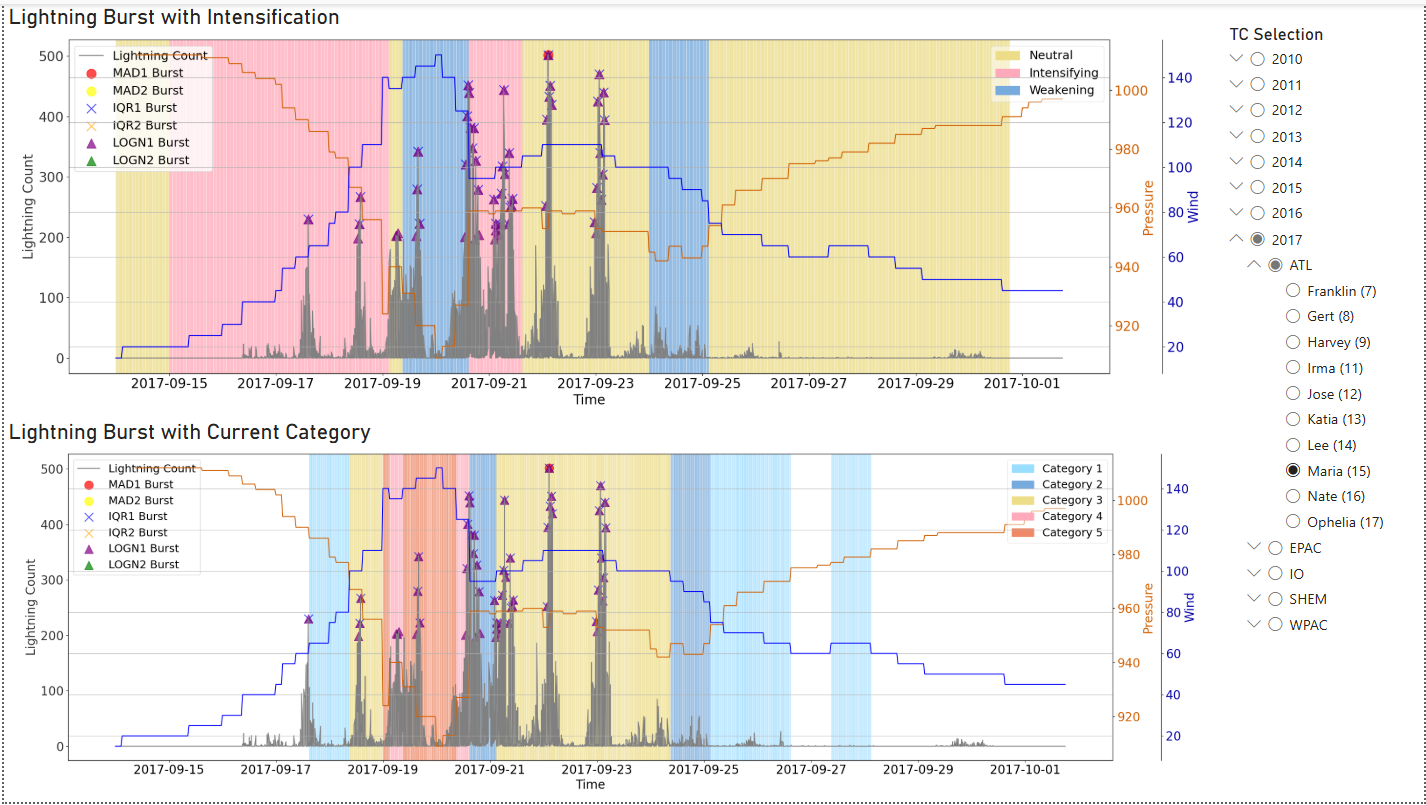 Lightning Burst with Intensification
500
400
300
200
100
0
Lightning Count
Lightning Count
MAD1 Burst
MAD2 Burst
IQR1 Burst
IQR2 Burst
LOGN1 Burst
LOGN2 Burst
Neutral
Intensifying
Weakening
1000
980
960
940
920
Pressure
140
120
100
80
60
40
20
Wind
2017-09-15
2017-09-17
2017-09-19
2017-09-21
2017-09-23
2017-09-25
2017-09-27
2017-09-29
2017-10-01
Time
Lightning Burst with Current Category
500
400
300
200
100
0
Lightning Count
Lightning Count
MAD1 Burst
MAD2 Burst
IQR1 Burst
IQR2 Burst
LOGN1 Burst
LOGN2 Burst
Category 1
Category 2
Category 3
Category 4
Category 5
1000
980
960
940
920
Pressure
140
120
100
80
60
40
20
Wind
2017-09-15
2017-09-17
2017-09-19
2017-09-21
2017-09-23
2017-09-25
2017-09-27
2017-09-29
2017-10-01
Time
TC Selection
2010
2011
2012
2013
2014
2015
2016
2017
ATL
Franklin (7)
Gert (8)
Harvey (9)
Irma (11)
Jose (12)
Katia (13)
Lee (14)
Maria (15)
Nate (16)
Ophelia (17)
EPAC
IO
SHEM
WPAC